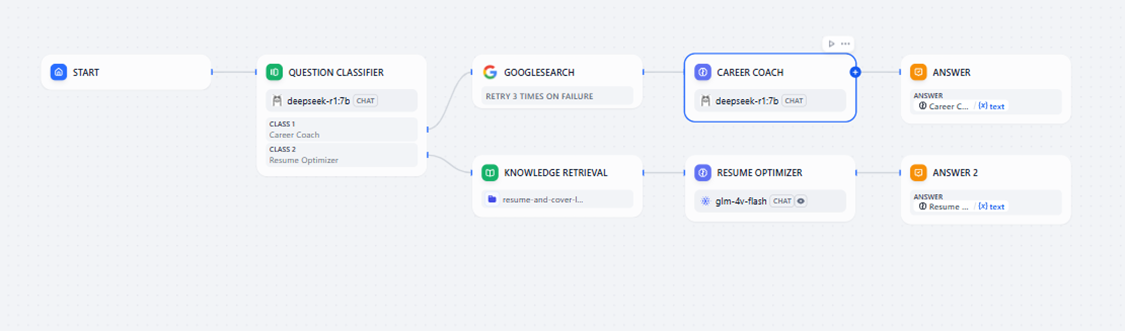 START
QUESTION CLASSIFIER
deepseek-r1:7b CHAT
CLASS 1
Career Coach
CLASS 2
Resume Optimizer
GOOGLESEARCH
RETRY 3 TIMES ON FAILURE
CAREER COACH
deepseek-r1:7b CHAT
ANSWER
ANSWER
Career C... / {x} text
KNOWLEDGE RETRIEVAL
resume-and-cover-l...
RESUME OPTIMIZER
glm-4v-flash CHAT
ANSWER 2
ANSWER
Resume ... / {x} text